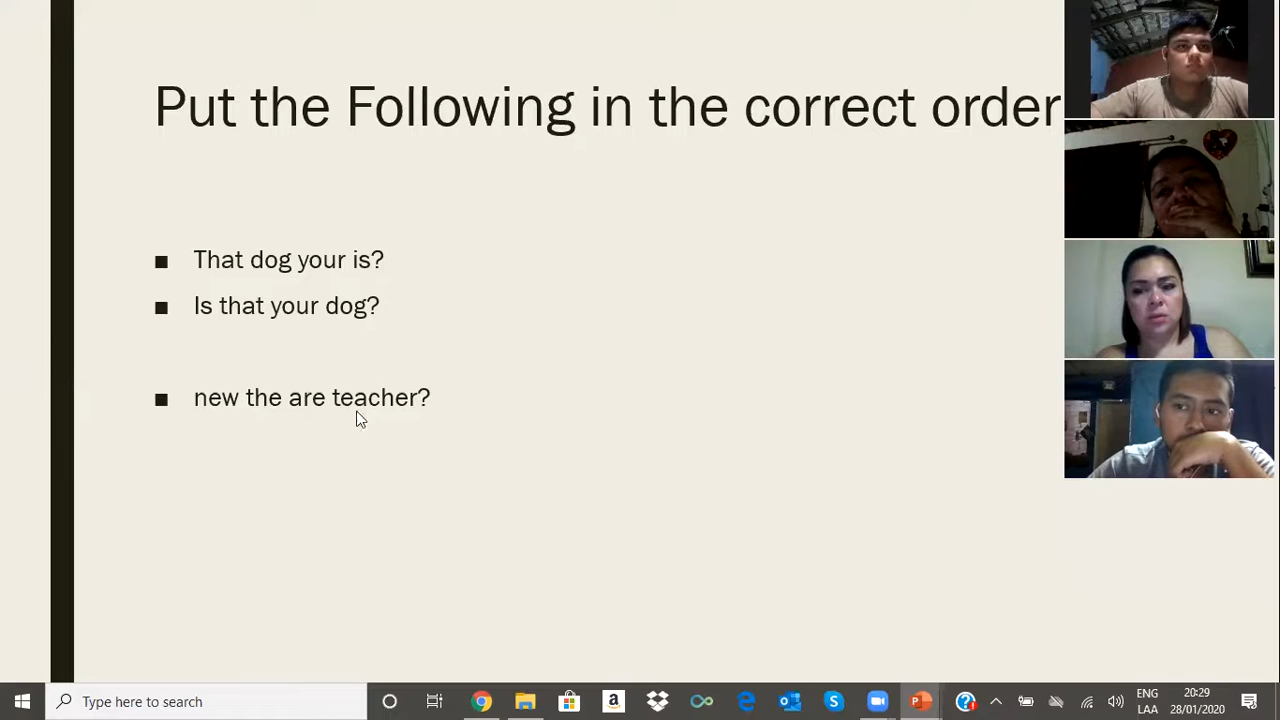 Put the Following in the correct order
■ That dog your is?
■ Is that your dog?
■ new the are teacher?
Type here to search
ENG
LAA
20:29
28/01/2020